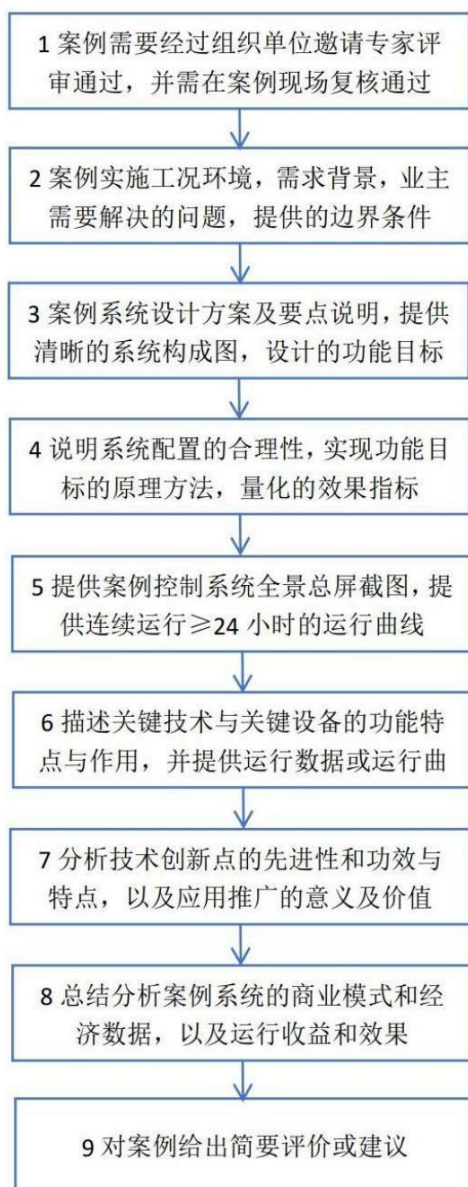 1 案例需要经过组织单位邀请专家评
审通过，并需在案例现场复核通过
2 案例实施工况环境，需求背景，业主
需要解决的问题，提供的边界条件
3 案例系统设计方案及要点说明，提供
清晰的系统构成图，设计的功能目标
4 说明系统配置的合理性，实现功能目
标的原理方法，量化的效果指标
5 提供案例控制系统全景总屏截图，提
供连续运行≥24 小时的运行曲线
6 描述关键技术与关键设备的功能特
点与作用，并提供运行数据或运行曲
7 分析技术创新点的先进性和功效与
特点，以及应用推广的意义及价值
8 总结分析案例系统的商业模式和经
济数据，以及运行收益和效果
9 对案例给出简要评价或建议